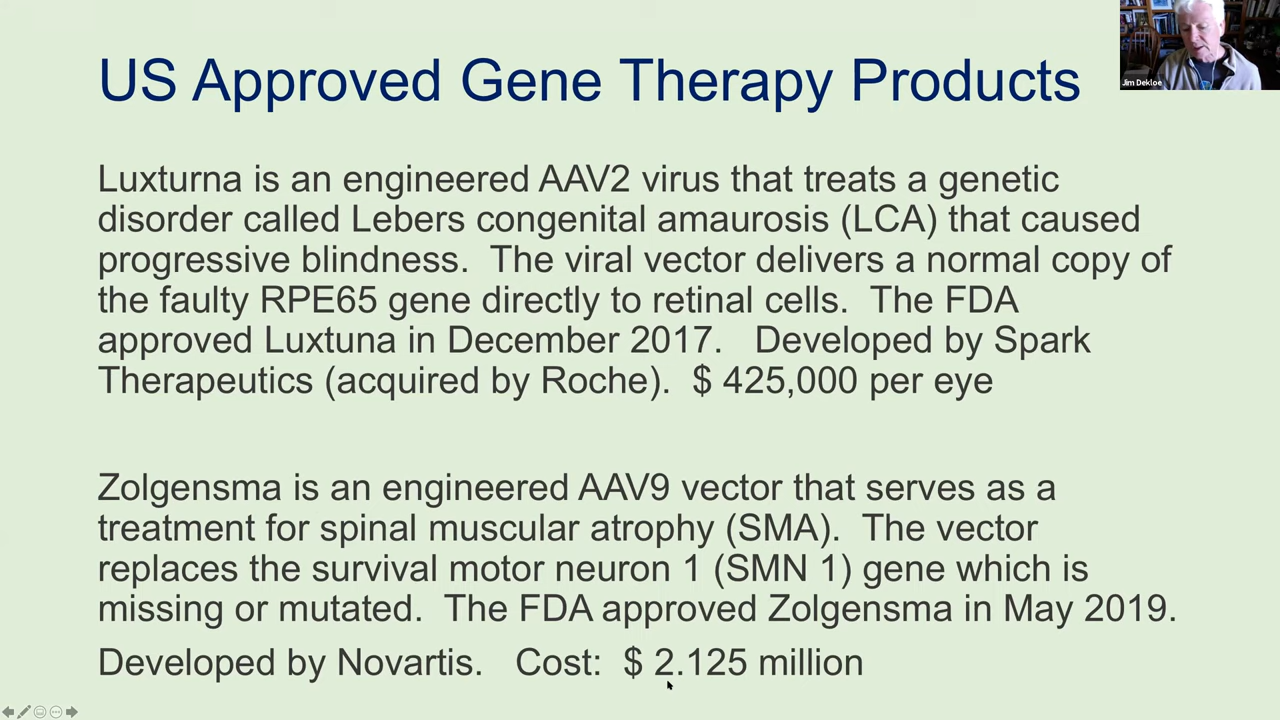 US Approved Gene Therapy Products
Jim Dekloe
Luxturna is an engineered AAV2 virus that treats a genetic
disorder called Lebers congenital amaurosis (LCA) that caused
progressive blindness.  The viral vector delivers a normal copy of
the faulty RPE65 gene directly to retinal cells.  The FDA
approved Luxtuna in December 2017.   Developed by Spark
Therapeutics (acquired by Roche).  $ 425,000 per eye
Zolgensma is an engineered AAV9 vector that serves as a
treatment for spinal muscular atrophy (SMA).  The vector
replaces the survival motor neuron 1 (SMN 1) gene which is
missing or mutated.  The FDA approved Zolgensma in May 2019.
Developed by Novartis.   Cost:  $ 2.125 million